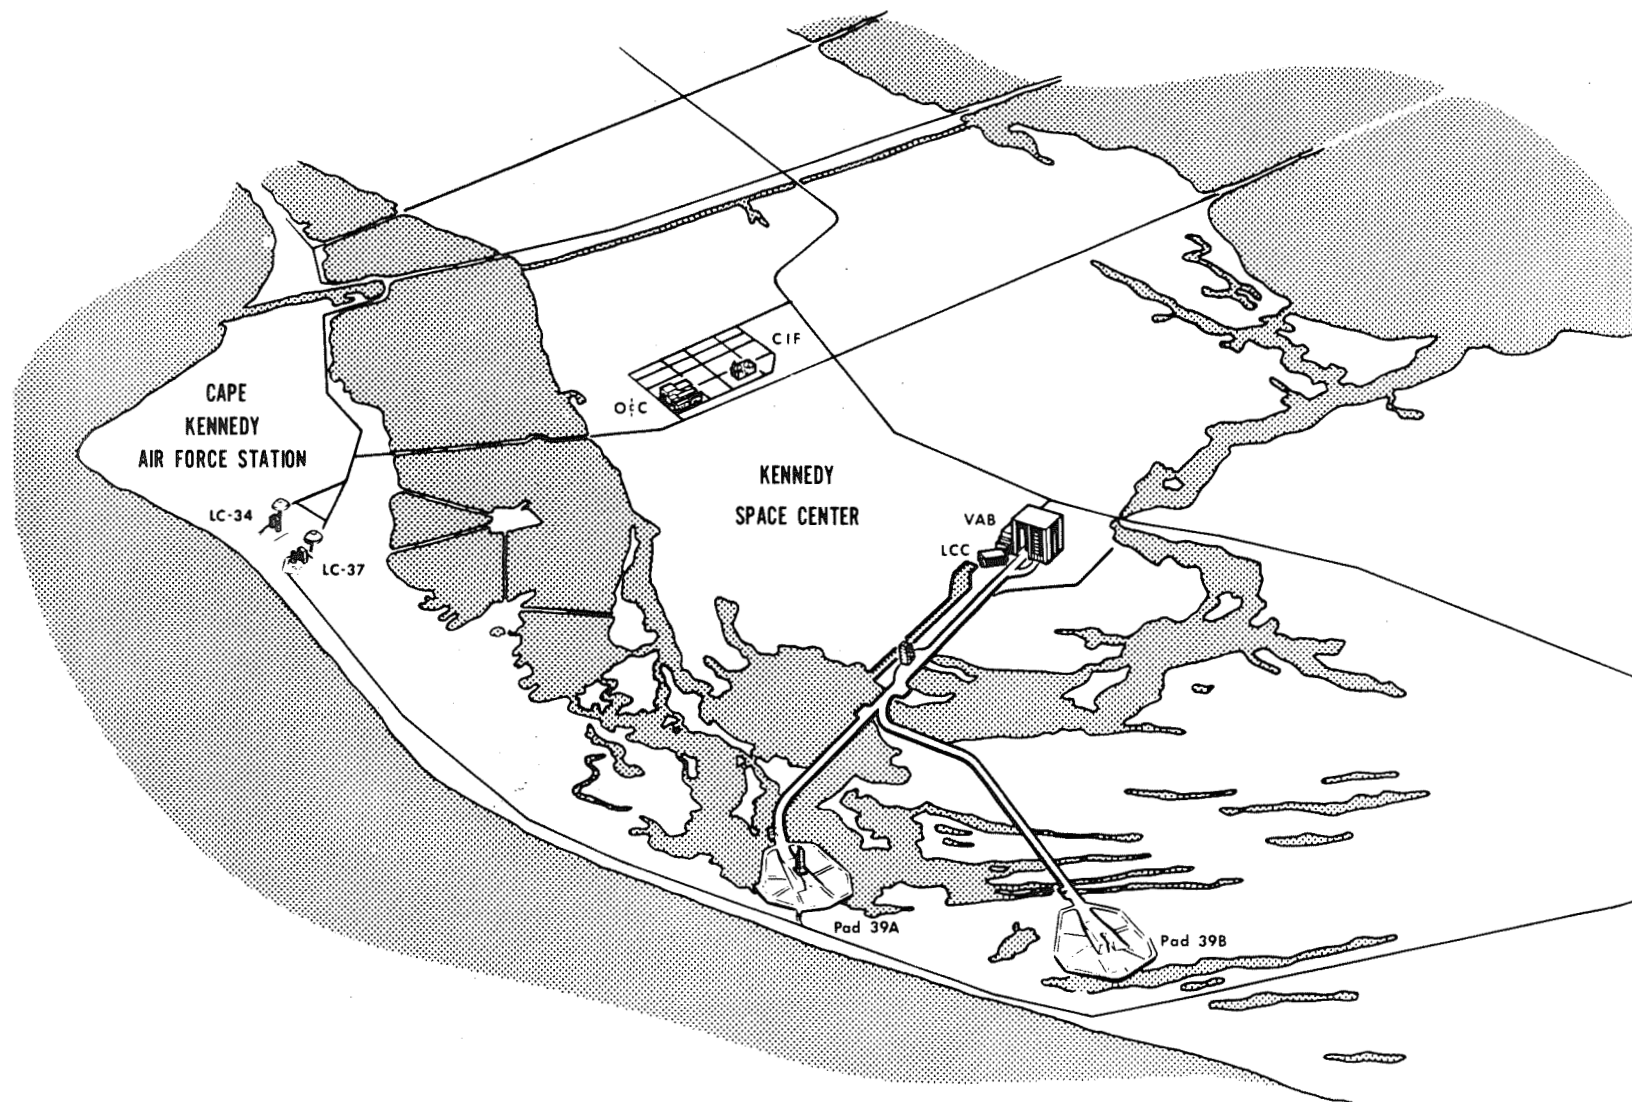 CIF
O&C
CAPE
KENNEDY
AIR FORCE STATION
KENNEDY
SPACE CENTER
LC-34
VAB
LCC
LC-37
Pad 39A
Pad 39B